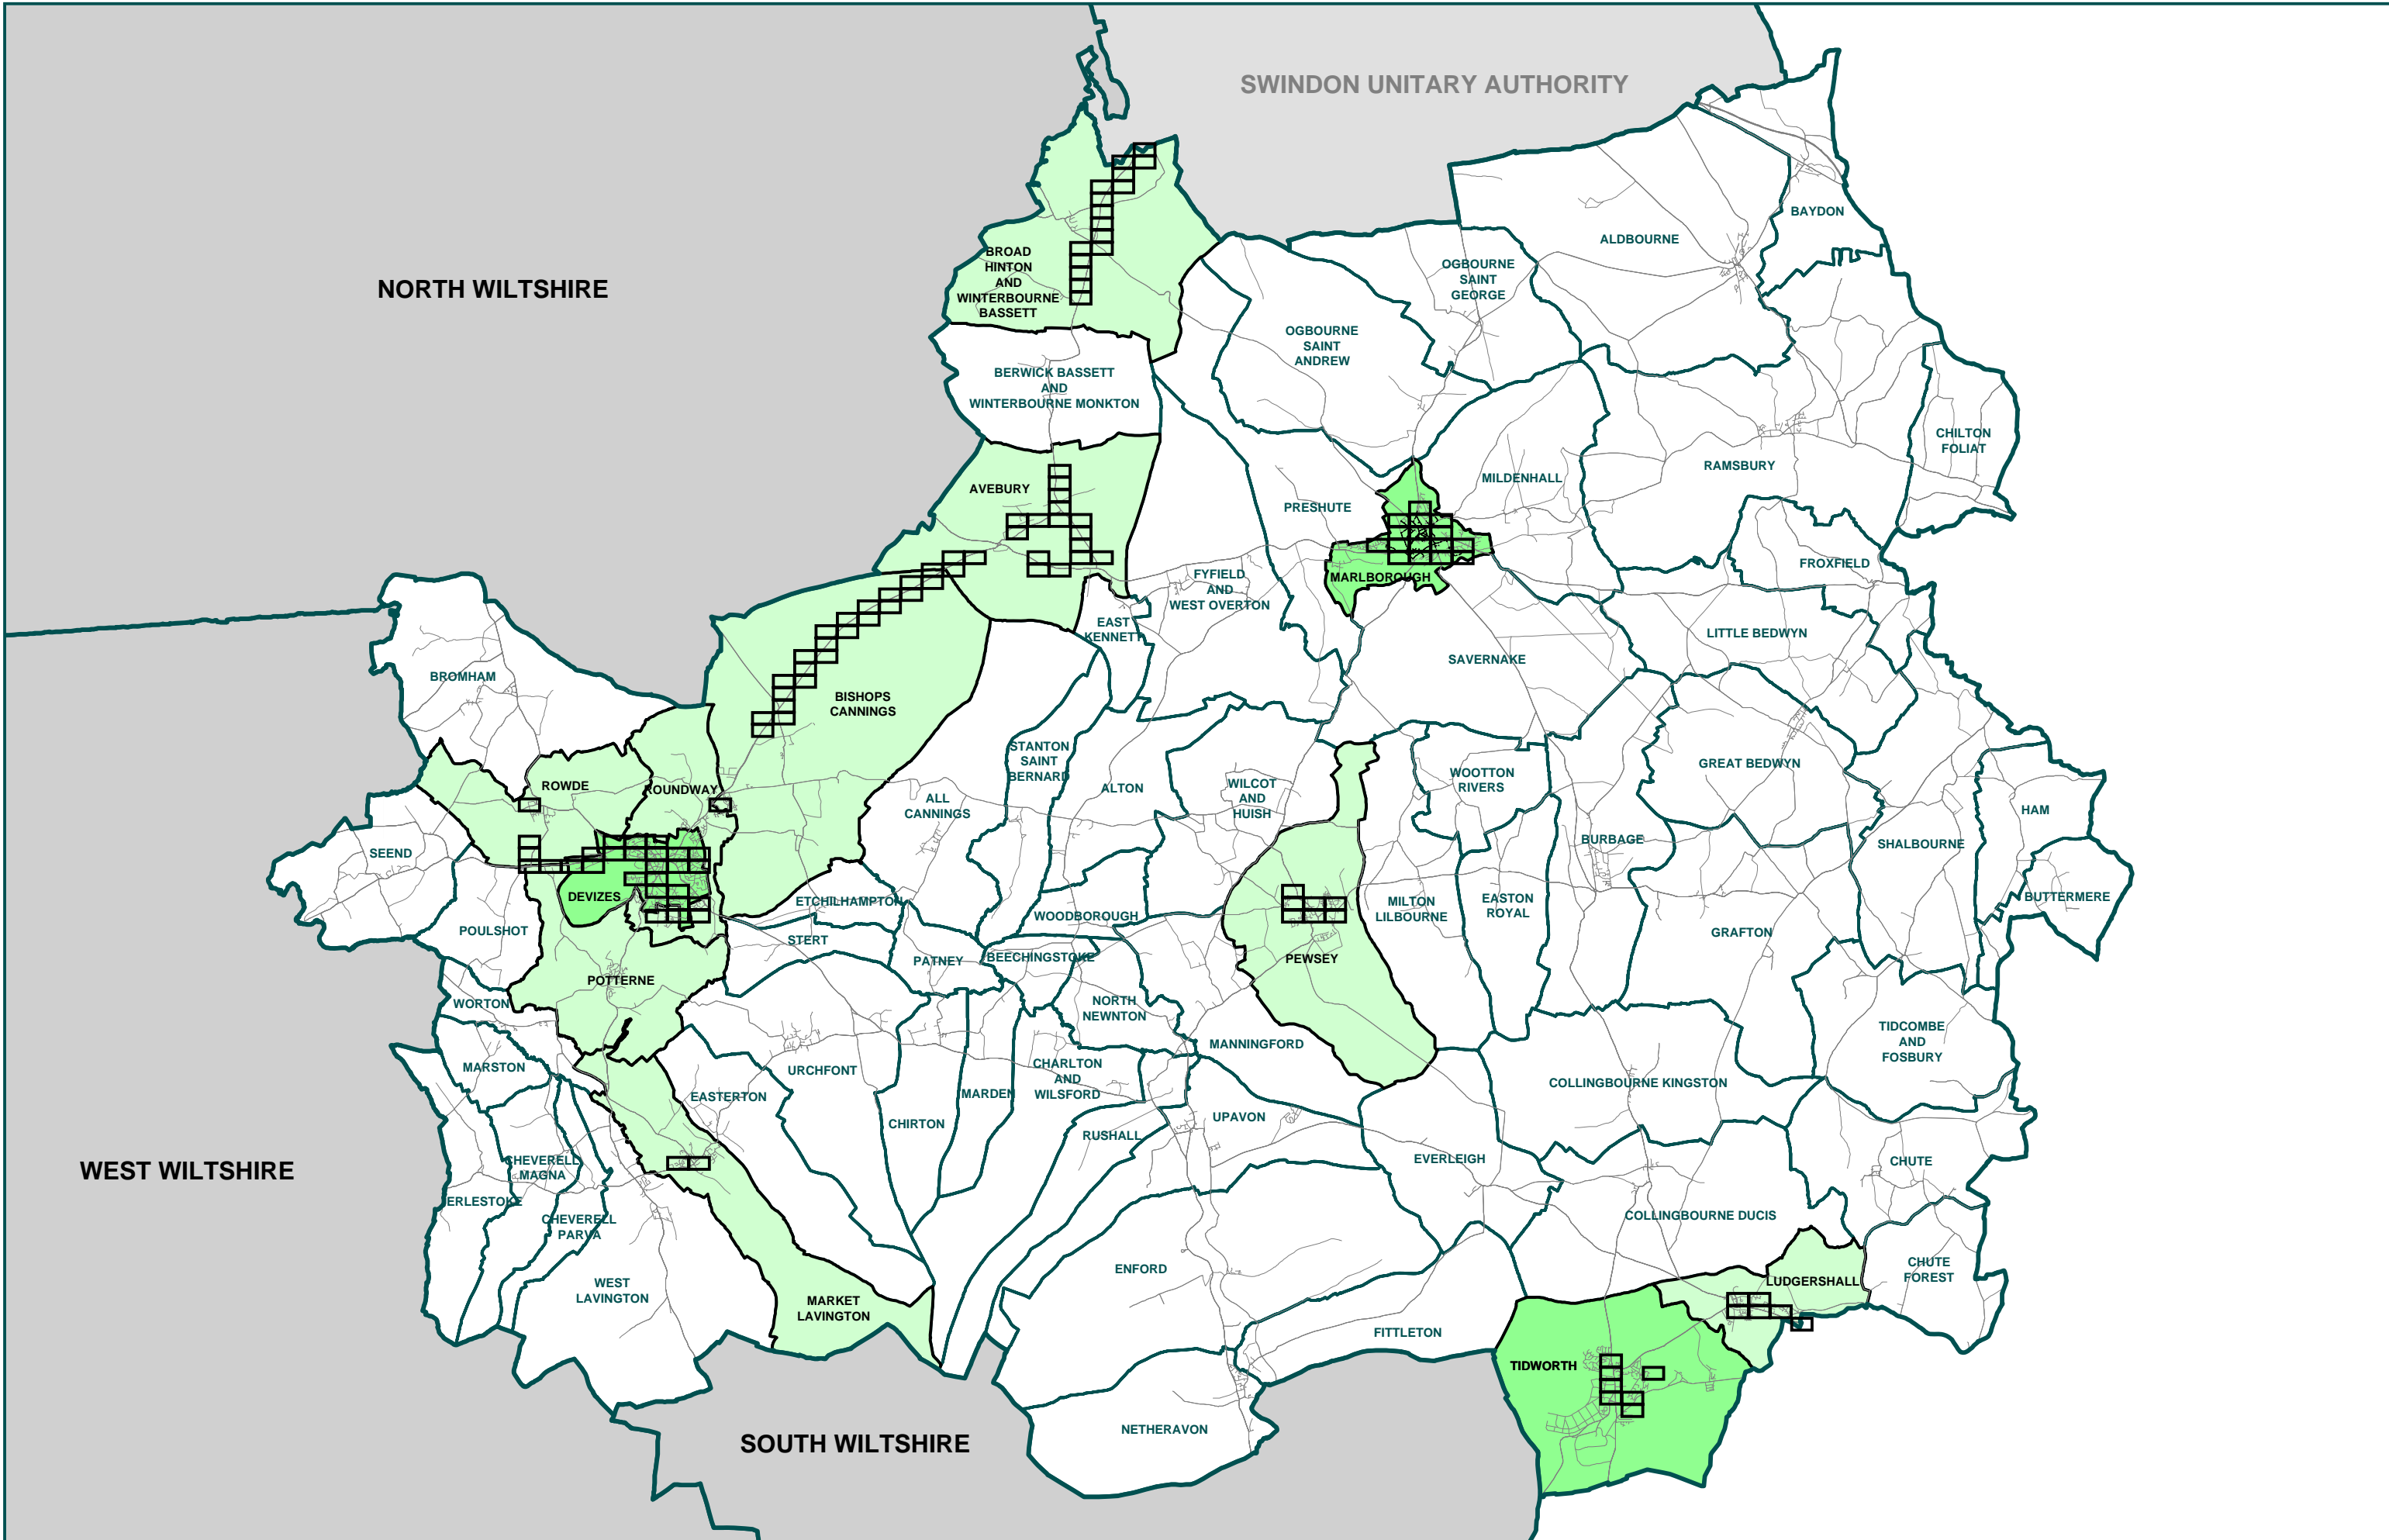 SWINDON UNITARY AUTHORITY
NORTH WILTSHIRE
BAYDON
ALDBOURNE
BROAD
HINTON
AND
WINTERBOURNE
BASSETT
OGBOURNE
SAINT
GEORGE
OGBOURNE
SAINT
ANDREW
BERWICK BASSETT
AND
WINTERBOURNE MONKTON
CHILTON
FOLIAT
RAMSBURY
MILDENHALL
AVEBURY
PRESHUTE
FROXFIELD
MARLBOROUGH
FYFIELD
AND
WEST OVERTON
EAST
KENNETT
LITTLE BEDWYN
SAVERNAKE
BROMHAM
BISHOPS
CANNINGS
STANTON
SAINT
BERNARD
GREAT BEDWYN
WOOTTON
RIVERS
ROWDE
ROUNDWAY
ALTON
WILCOT
AND
HUISH
ALL
CANNINGS
HAM
BURBAGE
SHALBOURNE
SEEND
DEVIZES
ETCHILHAMPTON
MILTON
LILBOURNE
EASTON
ROYAL
BUTTERMERE
WOODBOROUGH
POULSHOT
STERT
GRAFTON
PATNEY
BEECHINGSTOKE
PEWSEY
POTTERNE
WORTON
NORTH
NEWNTON
TIDCOMBE
AND
FOSBURY
MANNINGFORD
MARSTON
URCHFONT
CHARLTON
AND
WILSFORD
COLLINGBOURNE KINGSTON
EASTERTON
MARDEN
CHIRTON
UPAVON
RUSHALL
WEST WILTSHIRE
CHEVERELL
MAGNA
EVERLEIGH
CHUTE
ERLESTOKE
CHEVERELL
PARVA
COLLINGBOURNE DUCIS
ENFORD
CHUTE
FOREST
LUDGERSHALL
WEST
LAVINGTON
MARKET
LAVINGTON
FITTLETON
TIDWORTH
NETHERAVON
SOUTH WILTSHIRE